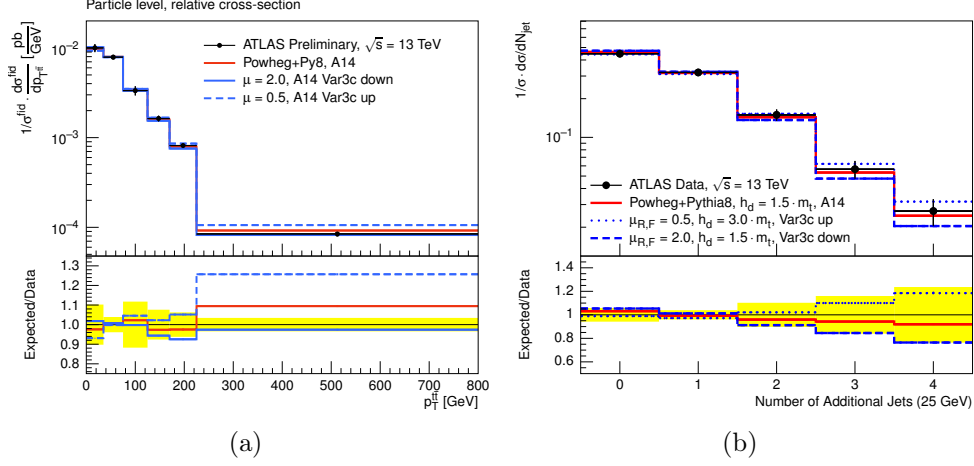 Particle level, relative cross-section
1/σ^fid · dσ^fid/dp_T^tt̄ [pb/GeV]
10⁻²
10⁻³
10⁻⁴
ATLAS Preliminary, √s = 13 TeV
Powheg+Py8, A14
μ = 2.0, A14 Var3c down
μ = 0.5, A14 Var3c up
Expected/Data
1.3
1.2
1.1
1.0
0.9
0.8
0 100 200 300 400 500 600 700 800
p_T^tt̄ [GeV]
(a)
1/σ · dσ/dN_jet
10⁻¹
ATLAS Data, √s = 13 TeV
Powheg+Pythia8, h_d = 1.5 · m_t, A14
μ_R,F = 0.5, h_d = 3.0 · m_t, Var3c up
μ_R,F = 2.0, h_d = 1.5 · m_t, Var3c down
Expected/Data
1.4
1.2
1
0.8
0.6
0 1 2 3 4
Number of Additional Jets (25 GeV)
(b)